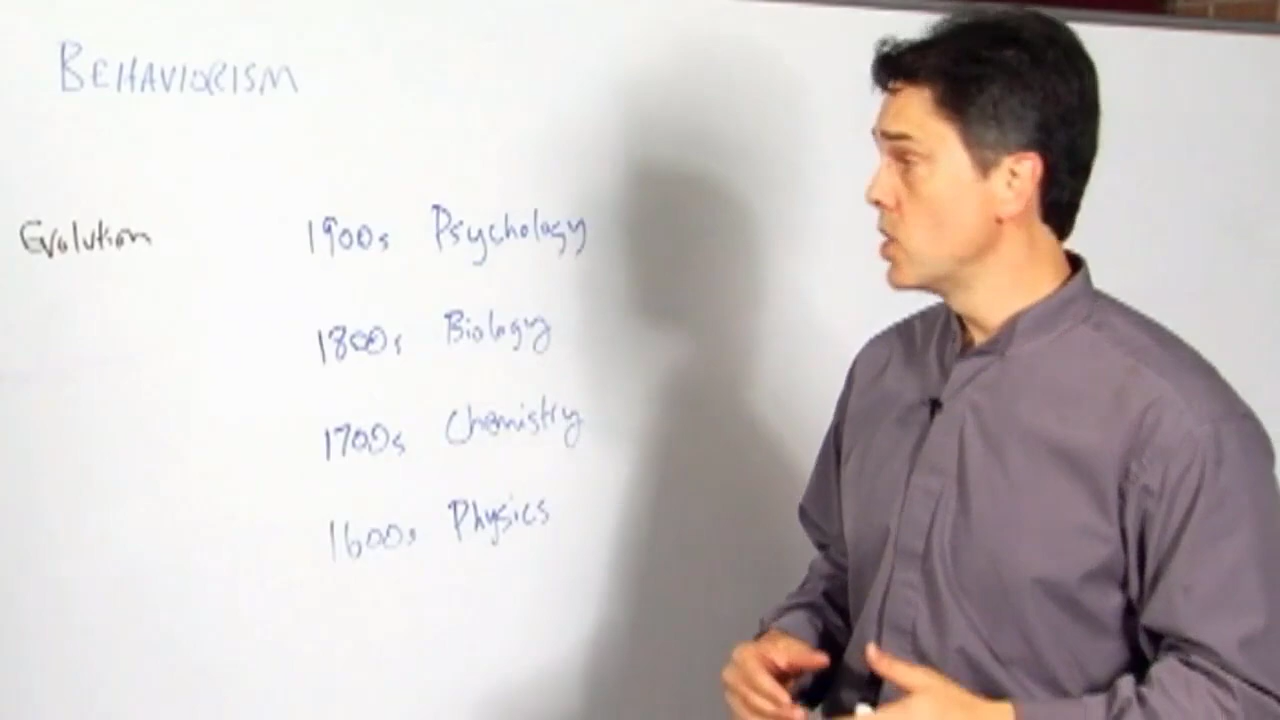 BEHAVIORISM
Evolution 1900s Psychology
1800s Biology
1700s Chemistry
1600s Physics